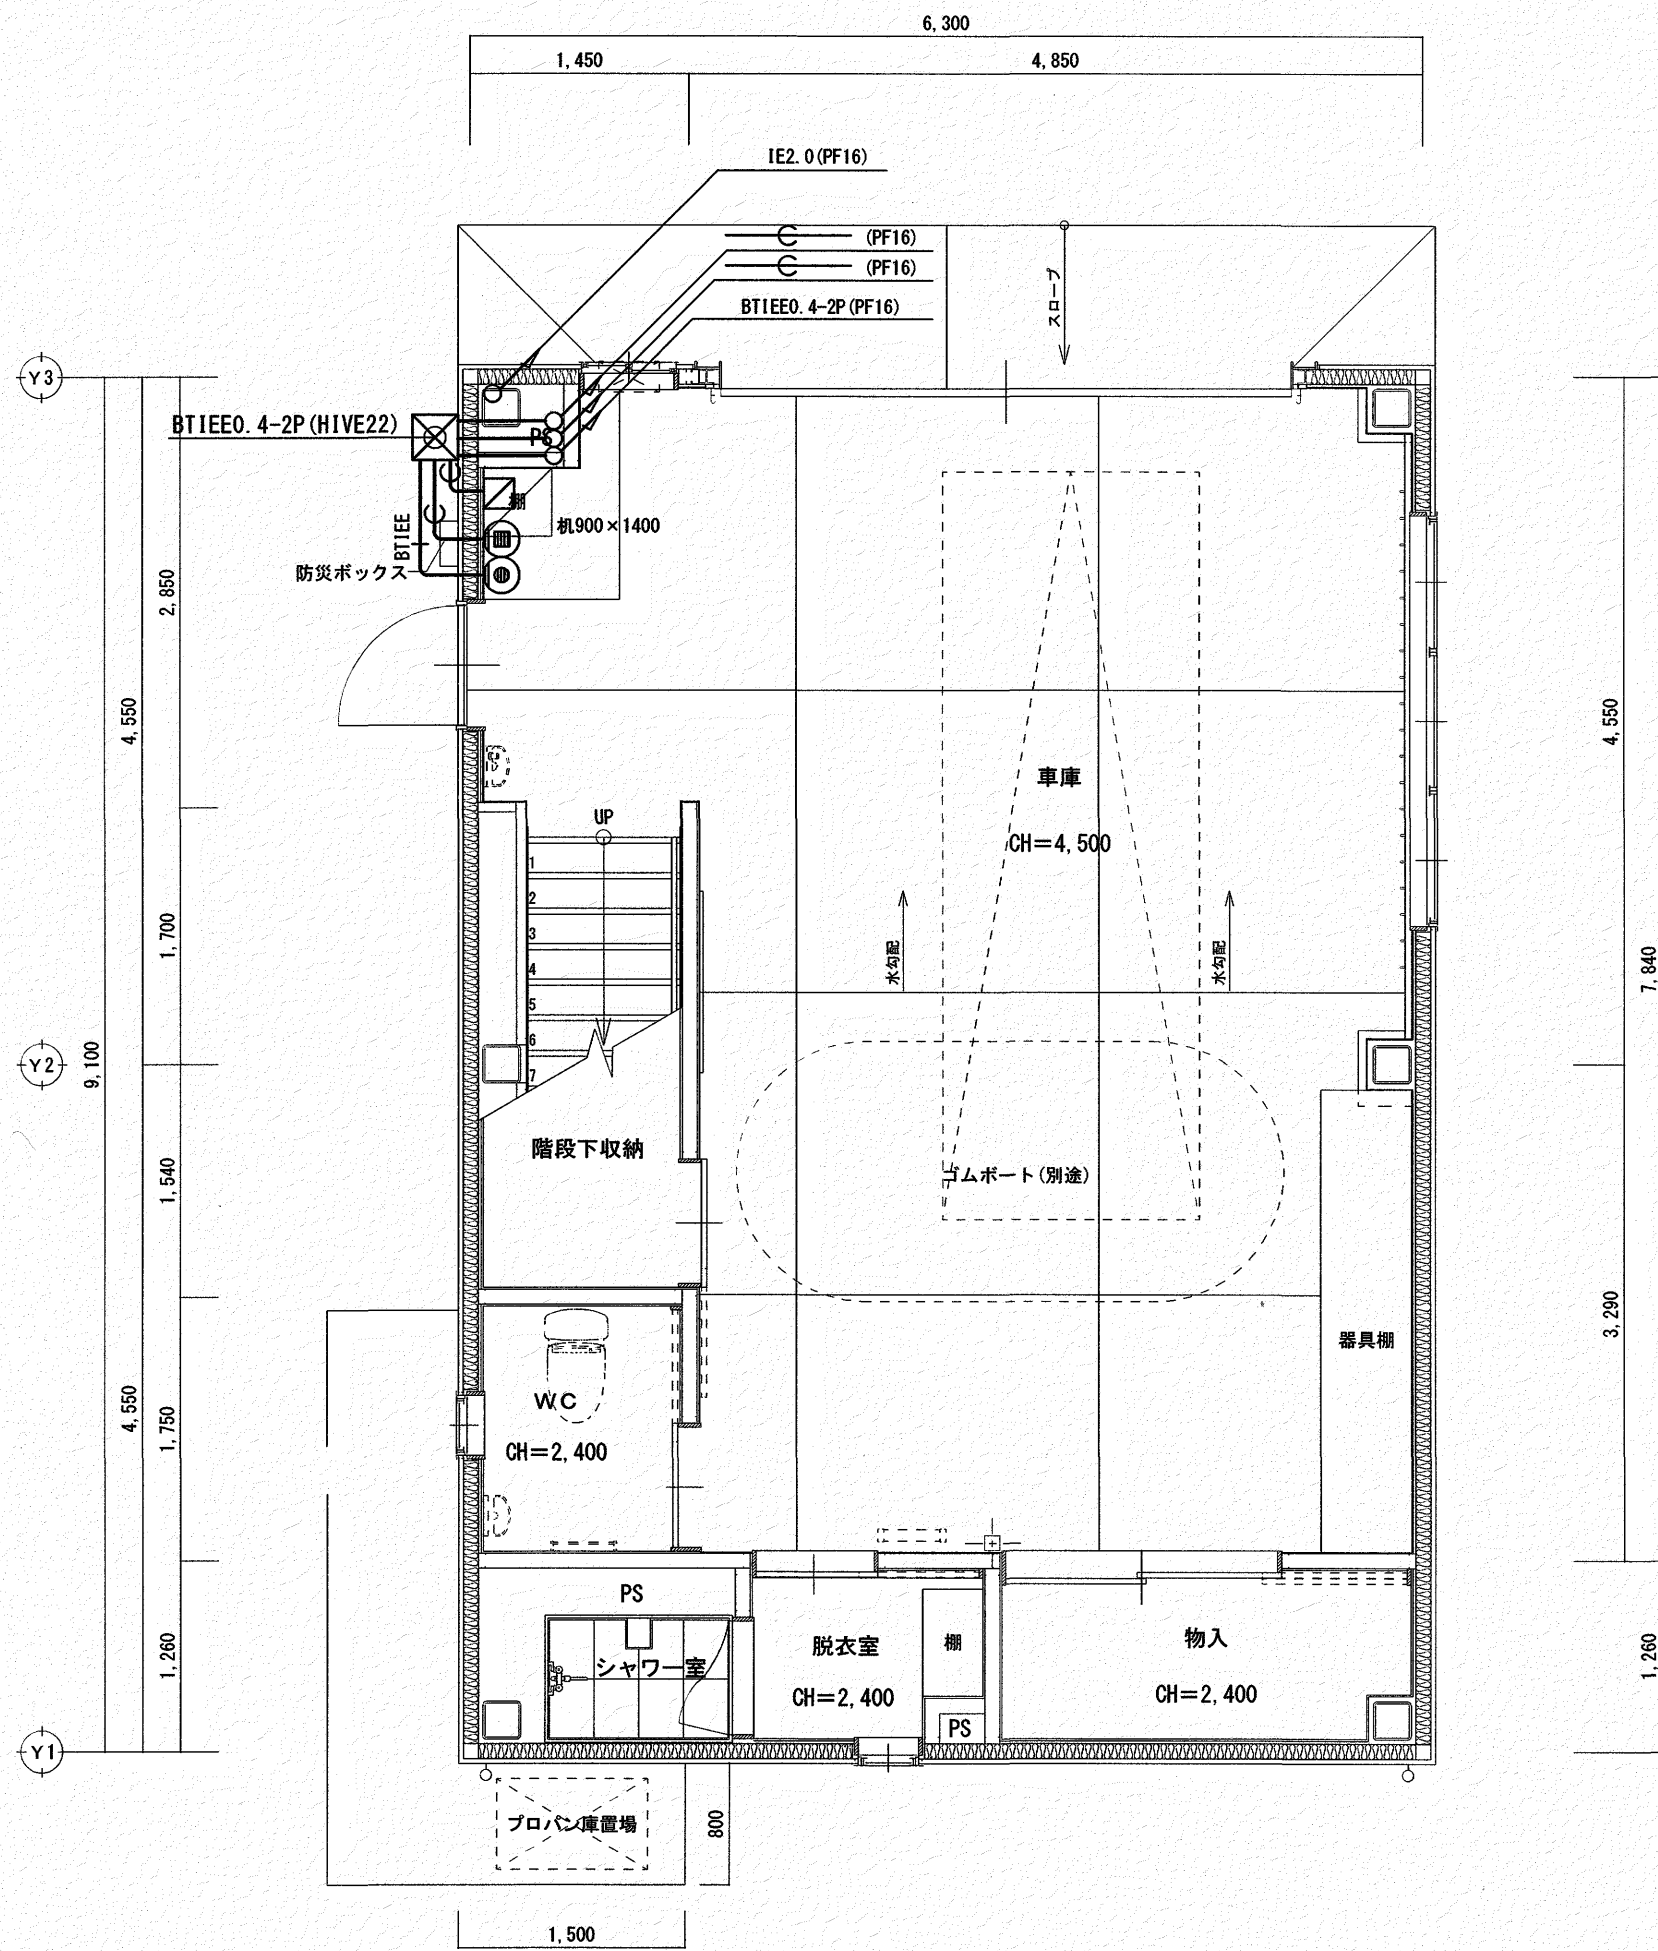 6,300
1,450
4,850
IE2.0(PF16)
(PF16)
(PF16)
BTIEE0.4-2P(PF16)
スロープ
Y3
BTIEE0.4-2P(HIVE22)
PS
棚
机900×1400
BTIEE
防災ボックス
2,850
4,550
4,550
車庫
CH=4,500
UP
1
2
3
4
5
6
7
水勾配
水勾配
1,700
7,840
Y2
9,100
階段下収納
1,540
ゴムボート(別途)
3,290
器具棚
4,550
1,750
WC
CH=2,400
PS
1,260
シャワー室
脱衣室
CH=2,400
棚
PS
物入
CH=2,400
1,260
Y1
プロパン庫置場
800
1,500